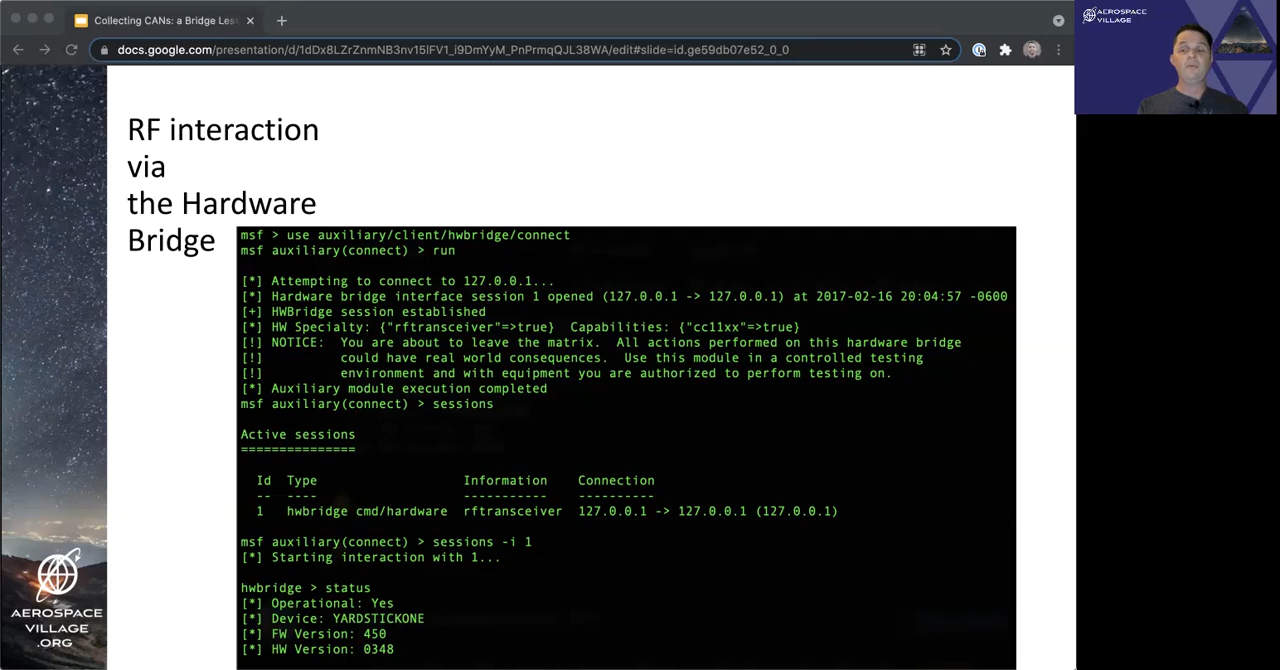 Collecting CANs: a Bridge Les
docs.google.com/presentation/d/1dDx8LZrZnmNB3nv15lFV1_i9DmYyM_PnPrmqQJL38WA/edit#slide=id.ge59db07e52_0_0
AEROSPACE
VILLAGE
RF interaction
via
the Hardware
Bridge
msf > use auxiliary/client/hwbridge/connect
msf auxiliary(connect) > run
[*] Attempting to connect to 127.0.0.1...
[*] Hardware bridge interface session 1 opened (127.0.0.1 -> 127.0.0.1) at 2017-02-16 20:04:57 -0600
[+] HWBridge session established
[*] HW Specialty: {"rftransceiver"=>true}  Capabilities: {"cc11xx"=>true}
[!] NOTICE:  You are about to leave the matrix.  All actions performed on this hardware bridge
[!]          could have real world consequences.  Use this module in a controlled testing
[!]          environment and with equipment you are authorized to perform testing on.
[*] Auxiliary module execution completed
msf auxiliary(connect) > sessions
Active sessions
===============
Id  Type                 Information    Connection
--  ----                 -----------    ----------
1   hwbridge cmd/hardware  rftransceiver  127.0.0.1 -> 127.0.0.1 (127.0.0.1)
msf auxiliary(connect) > sessions -i 1
[*] Starting interaction with 1...
hwbridge > status
[*] Operational: Yes
[*] Device: YARDSTICKONE
[*] FW Version: 450
[*] HW Version: 0348
AEROSPACE
VILLAGE
.ORG